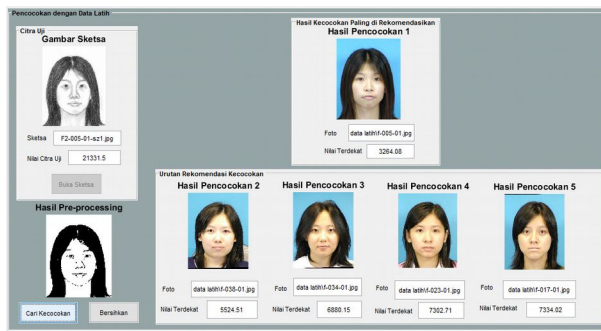 Pencocokan dengan Data Latih
Citra Uji
Gambar Sketsa
Sketsa
F2-005-01-sz1.jpg
Nilai Citra Uji
21331.5
Buka Sketsa
Hasil Pre-processing
Cari Kecocokan
Bersihkan
Hasil Kecocokan Paling di Rekomendasikan
Hasil Pencocokan 1
Foto
data latih\f-005-01.jpg
Nilai Terdekat
3264.08
Urutan Rekomendasi Kecocokan
Hasil Pencocokan 2
Foto
data latih\f-038-01.jpg
Nilai Terdekat
5524.51
Hasil Pencocokan 3
Foto
data latih\f-034-01.jpg
Nilai Terdekat
6880.15
Hasil Pencocokan 4
Foto
data latih\f-023-01.jpg
Nilai Terdekat
7302.71
Hasil Pencocokan 5
Foto
data latih\f-017-01.jpg
Nilai Terdekat
7334.02